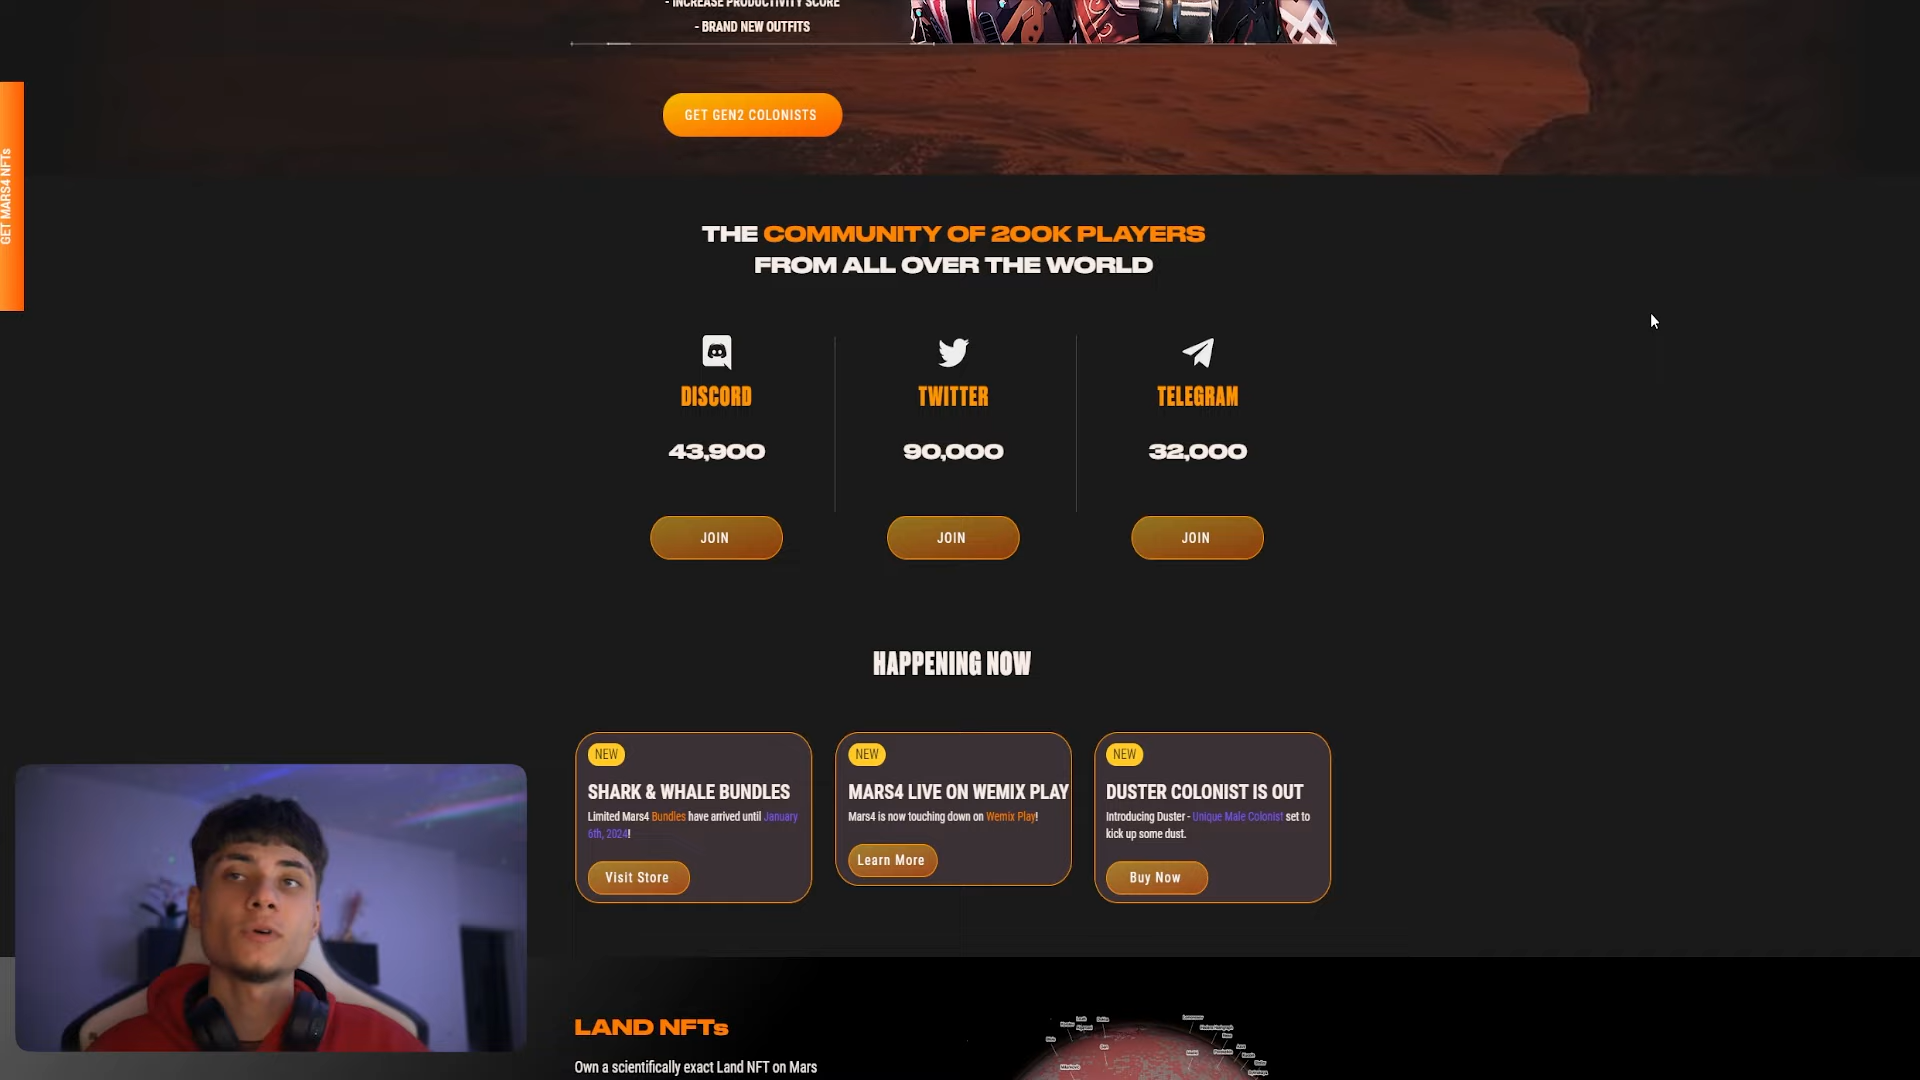 - INCREASE PRODUCTIVITY SCORE
- BRAND NEW OUTFITS
GET GEN2 COLONISTS
GET MARS4 NFTs
THE COMMUNITY OF 200K PLAYERS
FROM ALL OVER THE WORLD
DISCORD
TWITTER
TELEGRAM
43,900
90,000
32,000
JOIN
JOIN
JOIN
HAPPENING NOW
NEW
SHARK & WHALE BUNDLES
Limited Mars4 Bundles have arrived until January
6th, 2024!
Visit Store
NEW
MARS4 LIVE ON WEMIX PLAY
Mars4 is now touching down on Wemix Play!
Learn More
NEW
DUSTER COLONIST IS OUT
Introducing Duster - Unique Male Colonist set to
kick up some dust.
Buy Now
LAND NFTs
Own a scientifically exact Land NFT on Mars